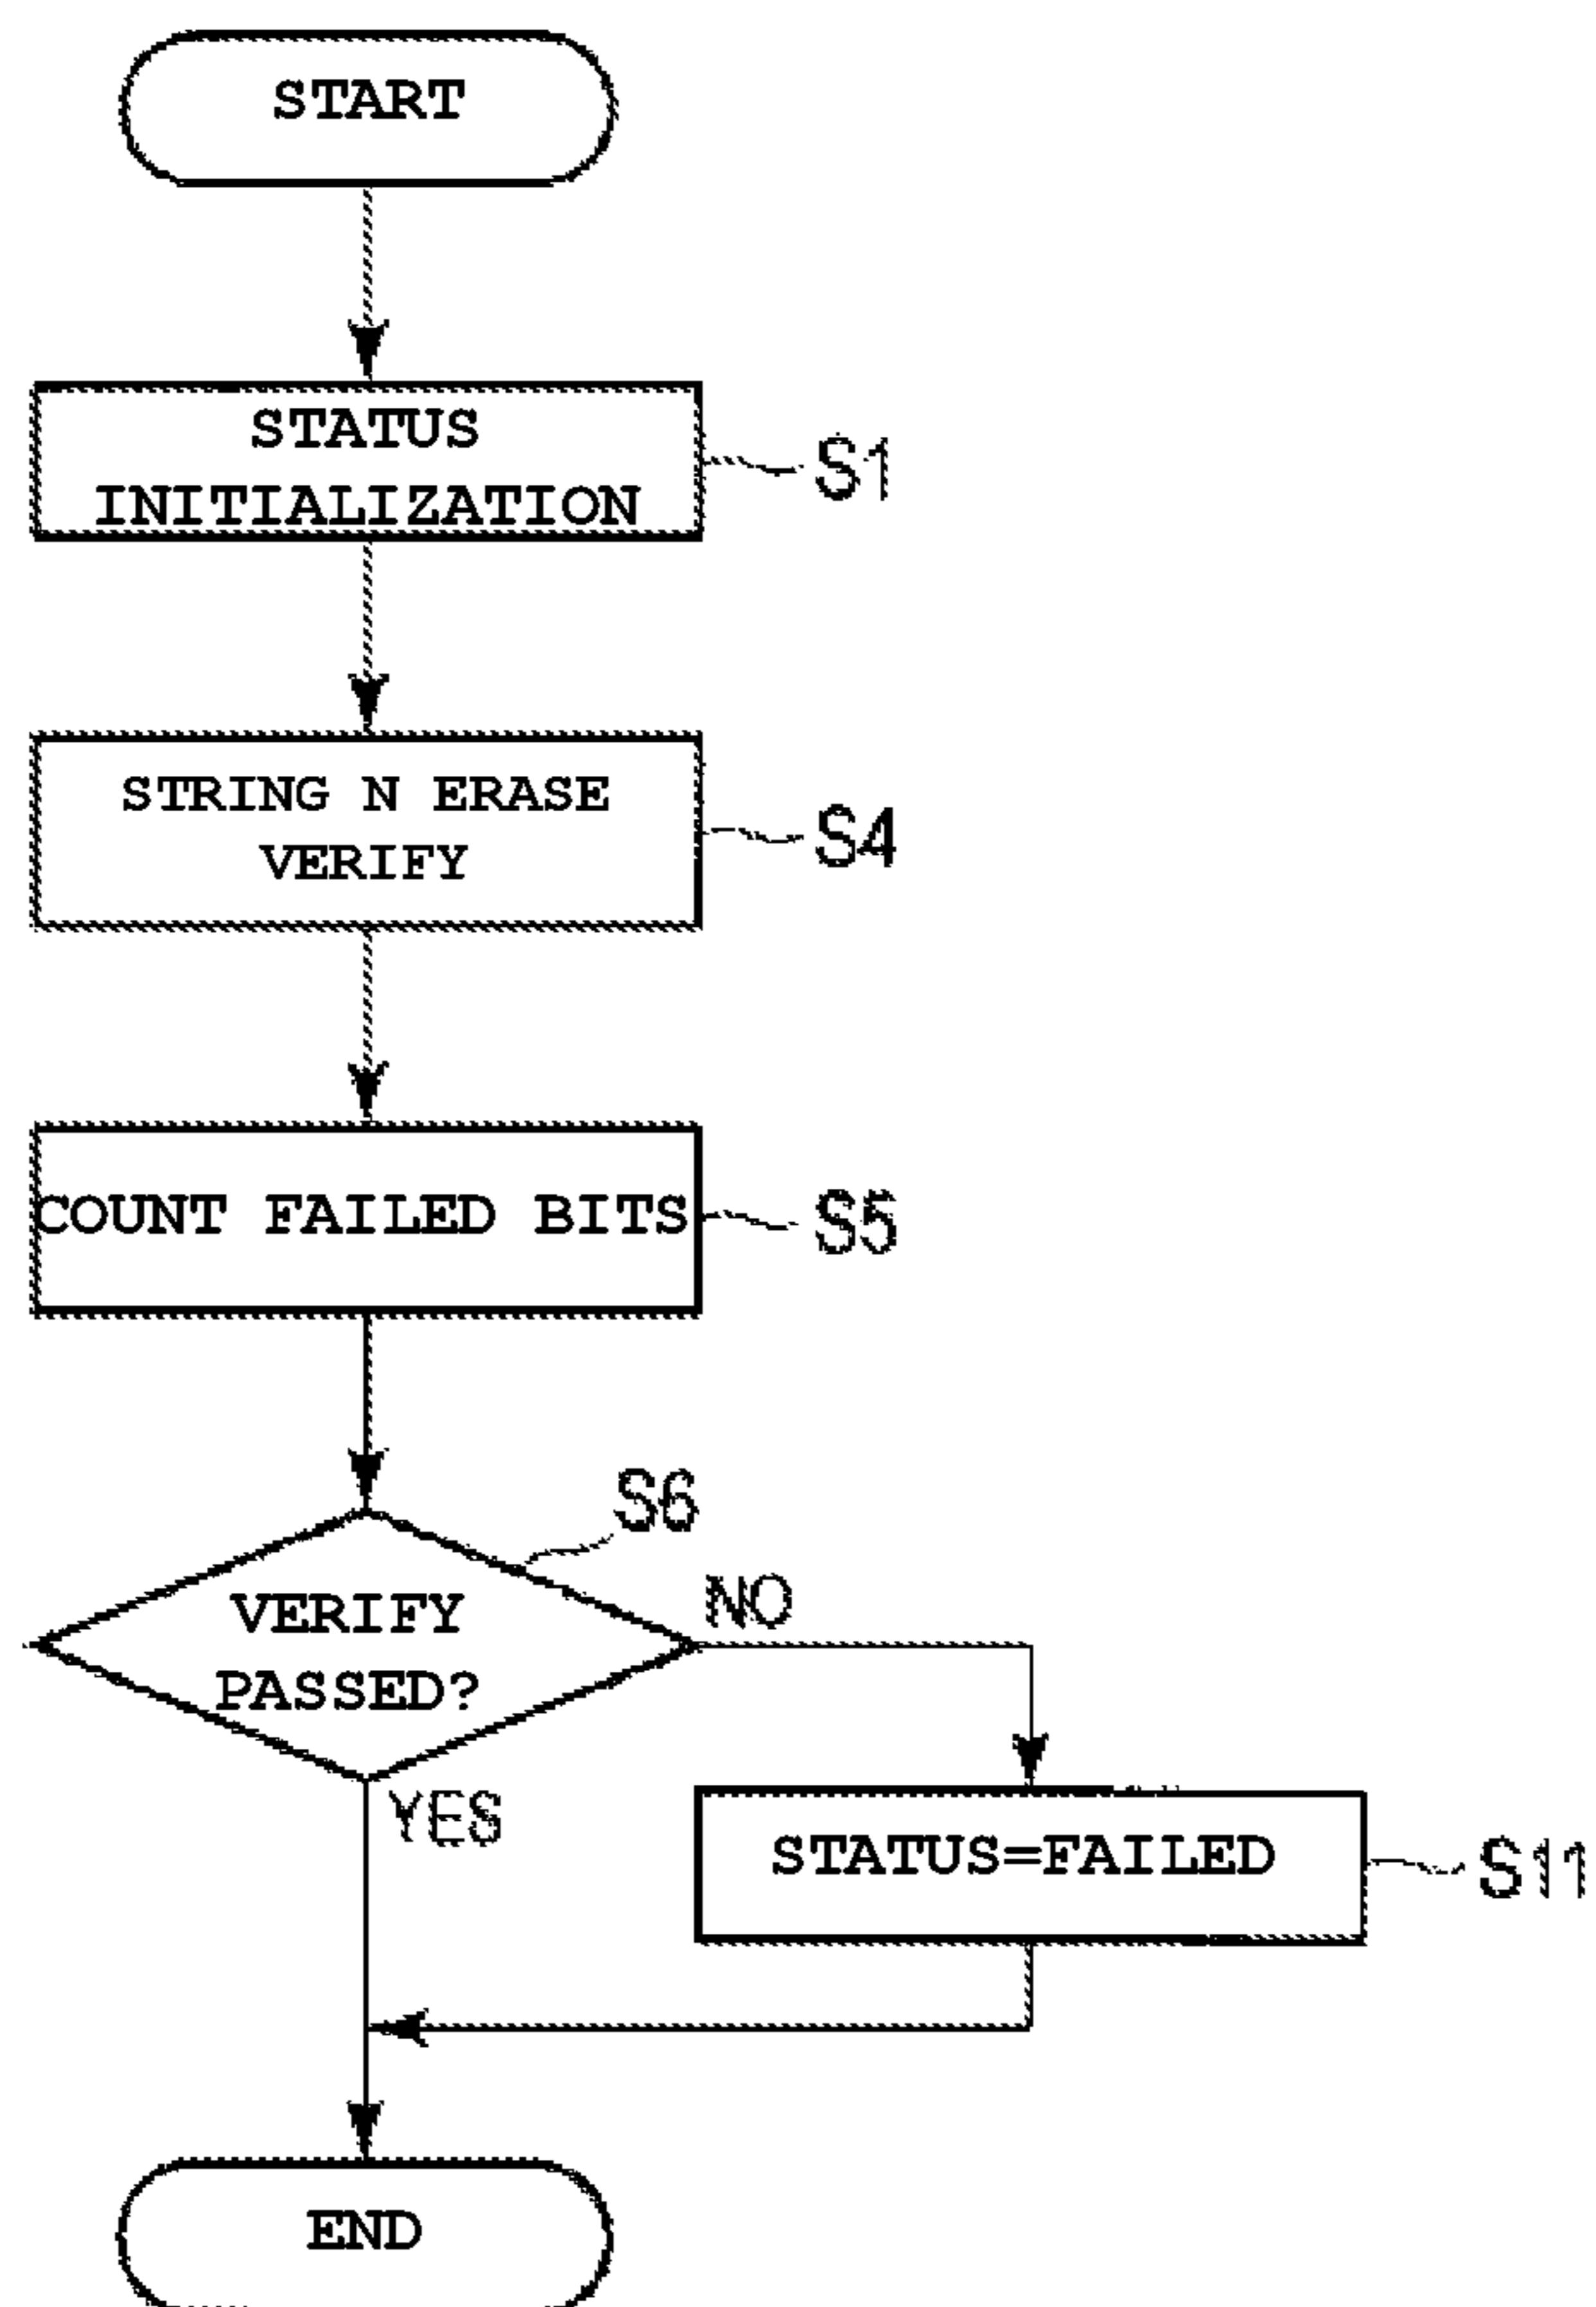 START
STATUS
INITIALIZATION
S1
STRING N ERASE
VERIFY
S4
COUNT FAILED BITS
S5
S6
VERIFY
PASSED?
NO
YES
STATUS=FAILED
S11
END